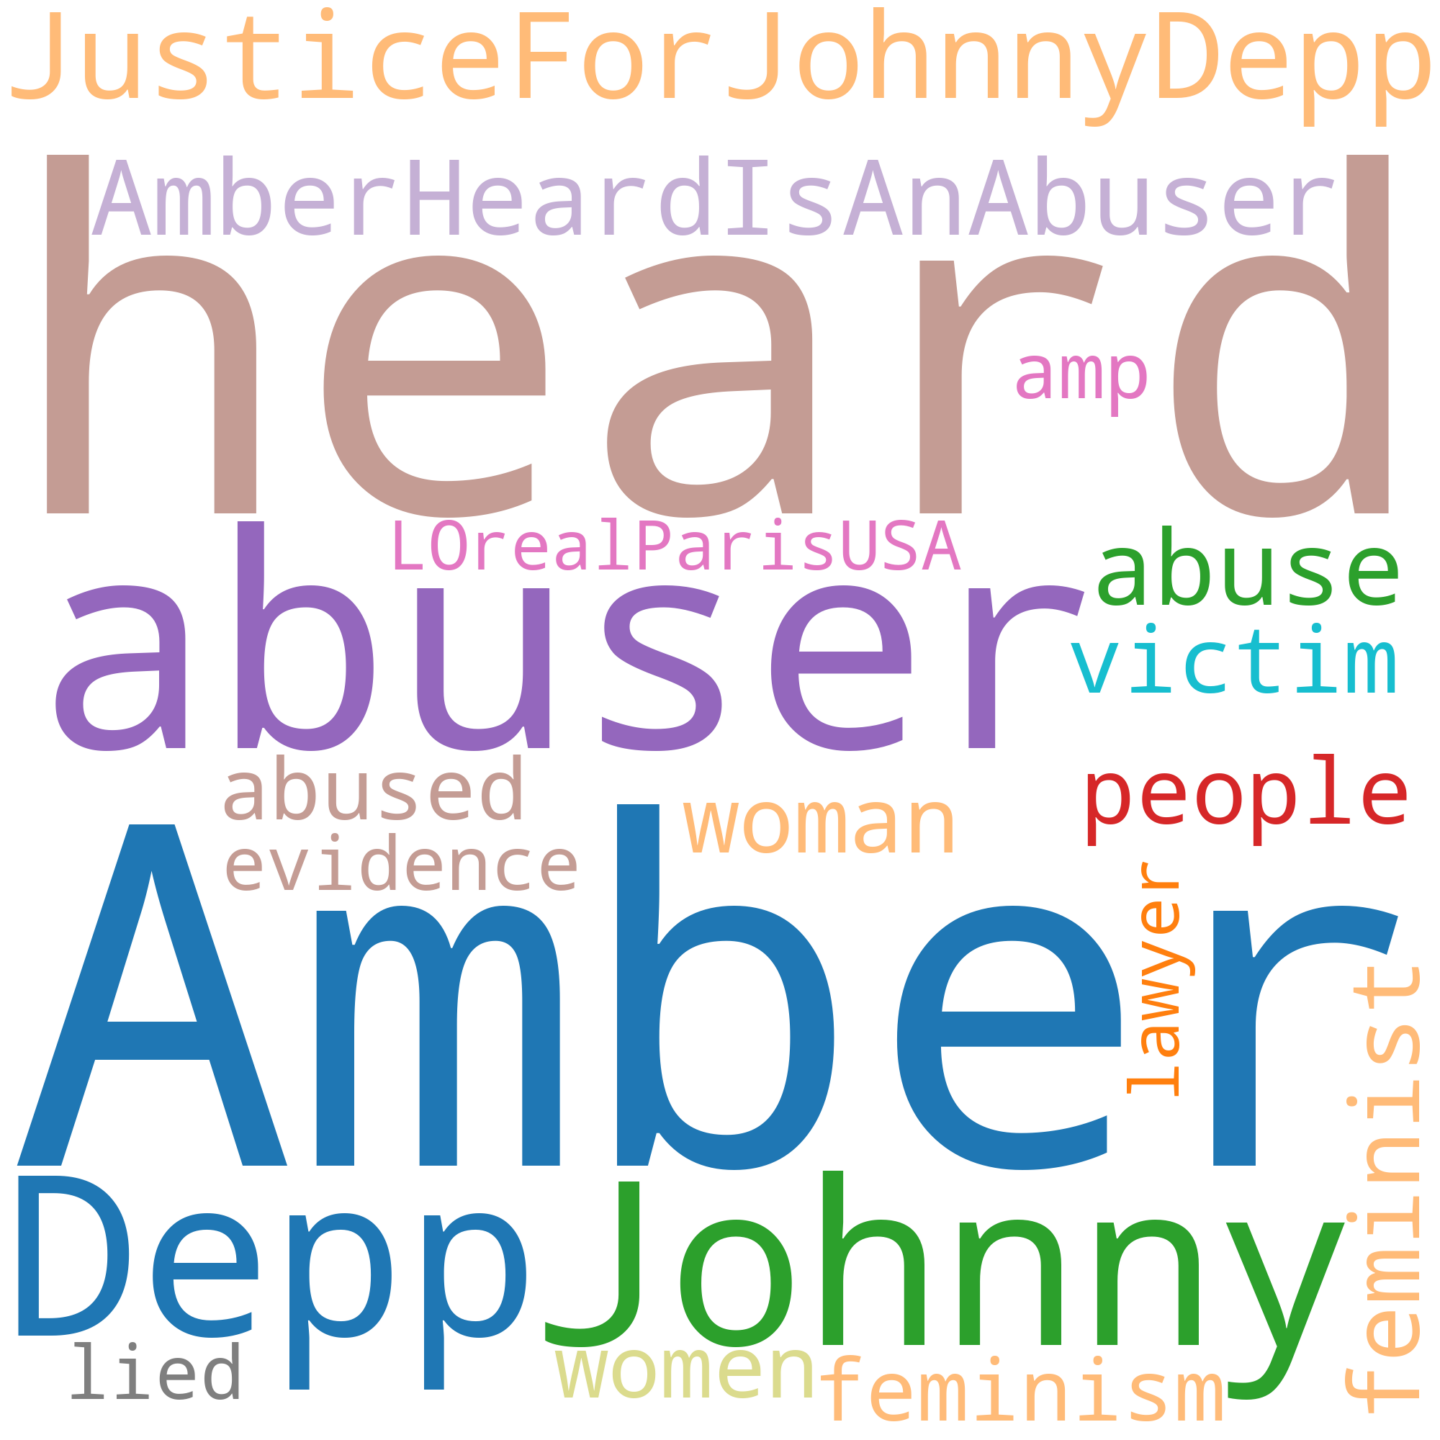 JusticeForJohnnyDepp
AmberHeardIsAnAbuser
heard
amp
LOrealParisUSA
abuser
abuse
victim
abused
people
woman
evidence
Amber
lawyer
feminist
Depp
Johnny
lied
women
feminism